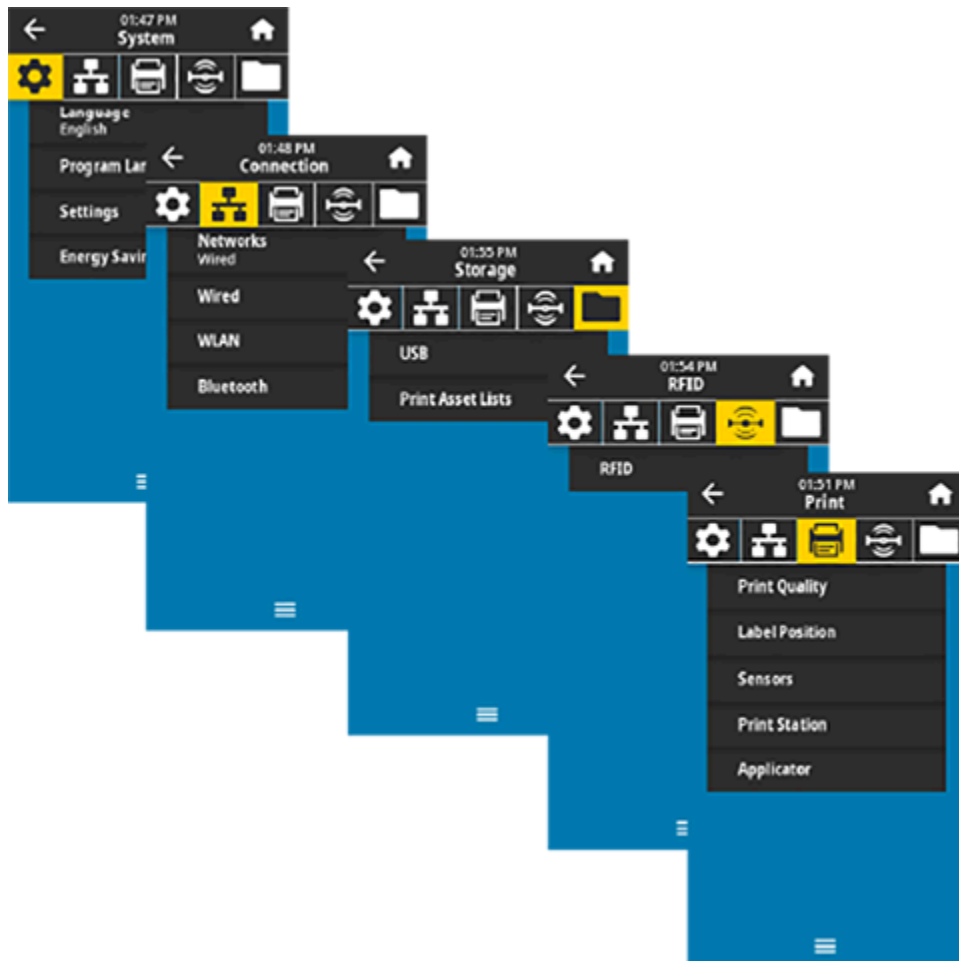 01:47 PM
System
Language
English
Program Lar
Settings
Energy Savin
01:48 PM
Connection
Networks
Wired
Wired
WLAN
Bluetooth
01:55 PM
Storage
USB
Print Asset Lists
01:54 PM
RFID
RFID
01:51 PM
Print
Print Quality
Label Position
Sensors
Print Station
Applicator